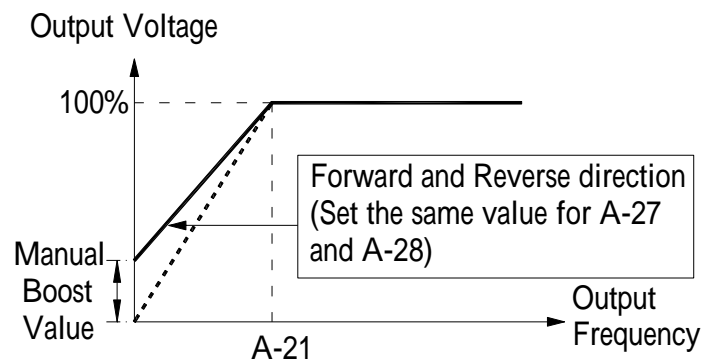 Output Voltage
100%
Forward and Reverse direction
(Set the same value for A-27
and A-28)
Manual
Boost
Value
Output
Frequency
A-21